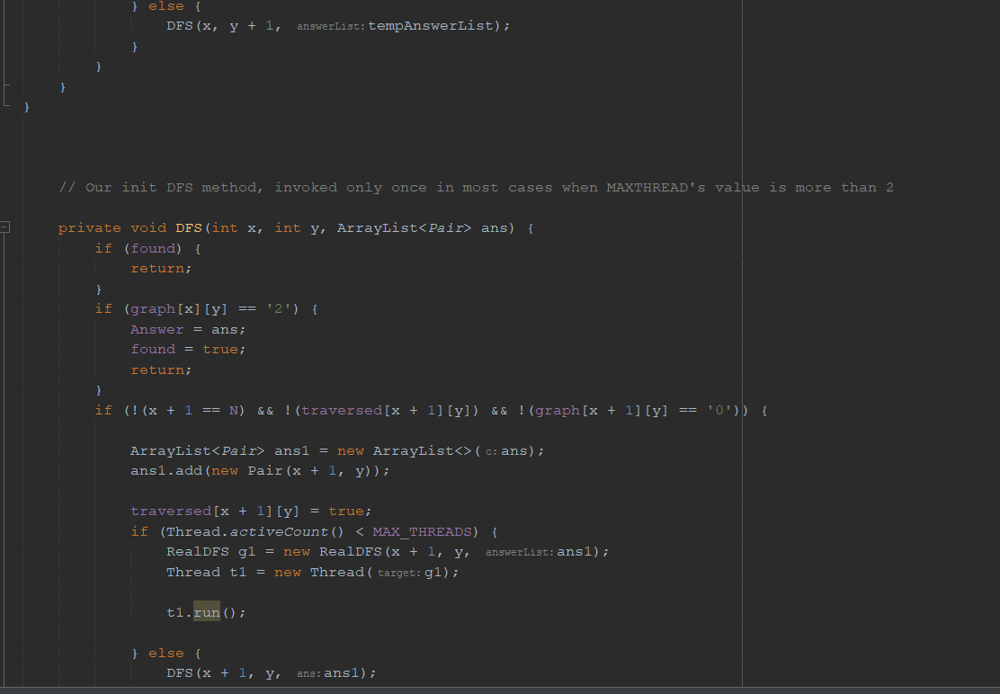 } else {
DFS(x, y + 1, answerList: tempAnswerList);
}
}
}
}
// Our init DFS method, invoked only once in most cases when MAXTHREAD's value is more than 2
private void DFS(int x, int y, ArrayList<Pair> ans) {
if (found) {
return;
}
if (graph[x][y] == '2') {
Answer = ans;
found = true;
return;
}
if (!(x + 1 == N) && !(traversed[x + 1][y]) && !(graph[x + 1][y] == '0')) {
ArrayList<Pair> ans1 = new ArrayList<>( c: ans);
ans1.add(new Pair(x + 1, y));
traversed[x + 1][y] = true;
if (Thread.activeCount() < MAX_THREADS) {
RealDFS g1 = new RealDFS(x + 1, y, answerList: ans1);
Thread t1 = new Thread( target: g1);
t1.run();
} else {
DFS(x + 1, y, ans: ans1);